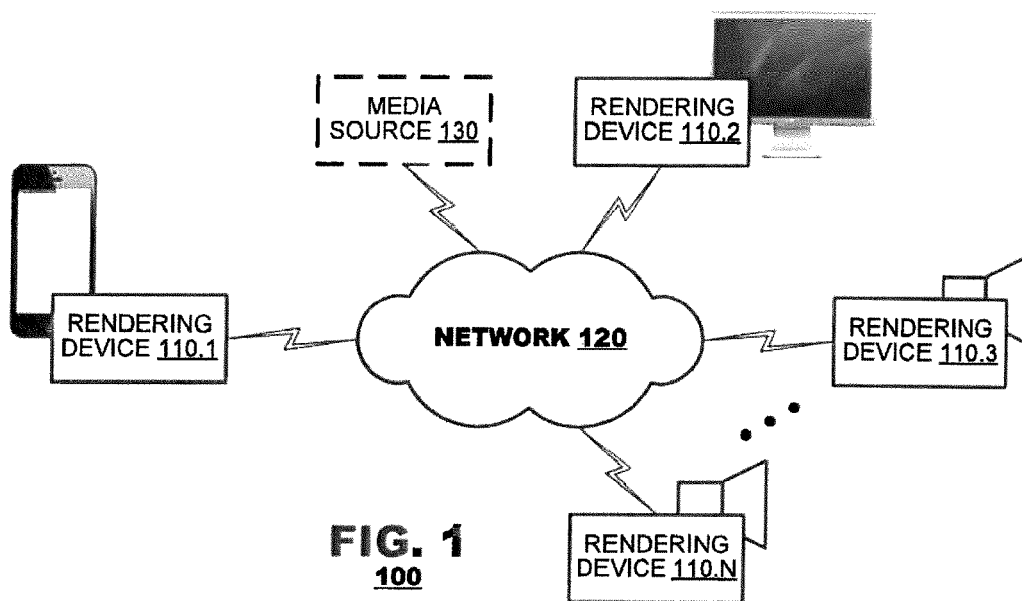 MEDIA
SOURCE 130
RENDERING
DEVICE 110.2
RENDERING
DEVICE 110.1
NETWORK 120
RENDERING
DEVICE 110.3
RENDERING
DEVICE 110.N
FIG. 1
100